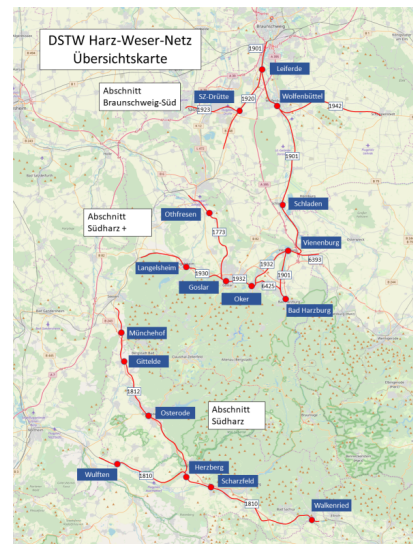 DSTW Harz-Weser-Netz
Übersichtskarte
Braunschweig
1901
Leiferde
Abschnitt
Braunschweig-Süd
SZ-Drütte
1920
Wolfenbüttel
1923
1942
1901
Schladen
Othfresen
Abschnitt
Südharz +
1773
Vienenburg
6393
Langelsheim
1932
1930
1932
1901
Goslar
Oker
6425
Bad Harzburg
Münchehof
Gittelde
1812
Abschnitt
Südharz
Osterode
Wulften
Herzberg
1810
Scharzfeld
1810
Walkenried